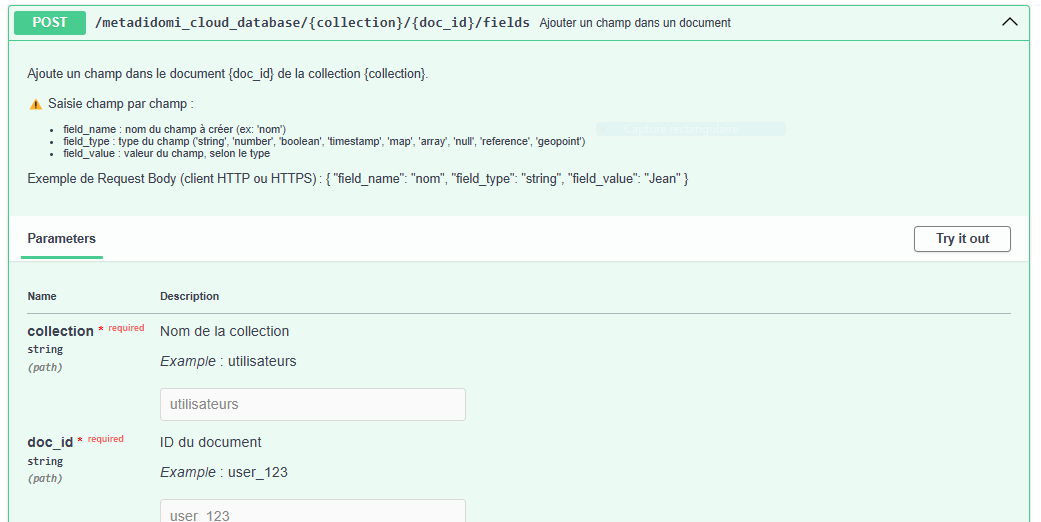 POST /metadidomi_cloud_database/{collection}/{doc_id}/fields Ajouter un champ dans un document
Ajoute un champ dans le document {doc_id} de la collection {collection}.
⚠ Saisie champ par champ :
• field_name : nom du champ à créer (ex: 'nom')
• field_type : type du champ ('string', 'number', 'boolean', 'timestamp', 'map', 'array', 'null', 'reference', 'geopoint')
• field_value : valeur du champ, selon le type
Capture rectangulaire
Exemple de Request Body (client HTTP ou HTTPS) : { "field_name": "nom", "field_type": "string", "field_value": "Jean" }
Parameters
Try it out
Name Description
collection * required Nom de la collection
string
(path)
Example : utilisateurs
utilisateurs
doc_id * required ID du document
string
(path)
Example : user_123
user_123